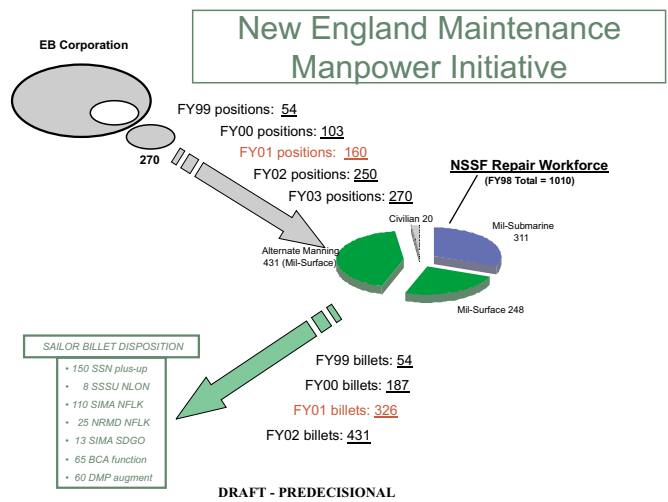 New England Maintenance
Manpower Initiative
EB Corporation
270
FY99 positions: 54
FY00 positions: 103
FY01 positions: 160
FY02 positions: 250
FY03 positions: 270
NSSF Repair Workforce
(FY98 Total = 1010)
Civilian 20
Mil-Submarine
311
Alternate Manning
431 (Mil-Surface)
Mil-Surface 248
SAILOR BILLET DISPOSITION
• 150 SSN plus-up
• 8 SSSU NLON
• 110 SIMA NFLK
• 25 NRMD NFLK
• 13 SIMA SDGO
• 65 BCA function
• 60 DMP augment
FY99 billets: 54
FY00 billets: 187
FY01 billets: 326
FY02 billets: 431
DRAFT - PREDECISIONAL